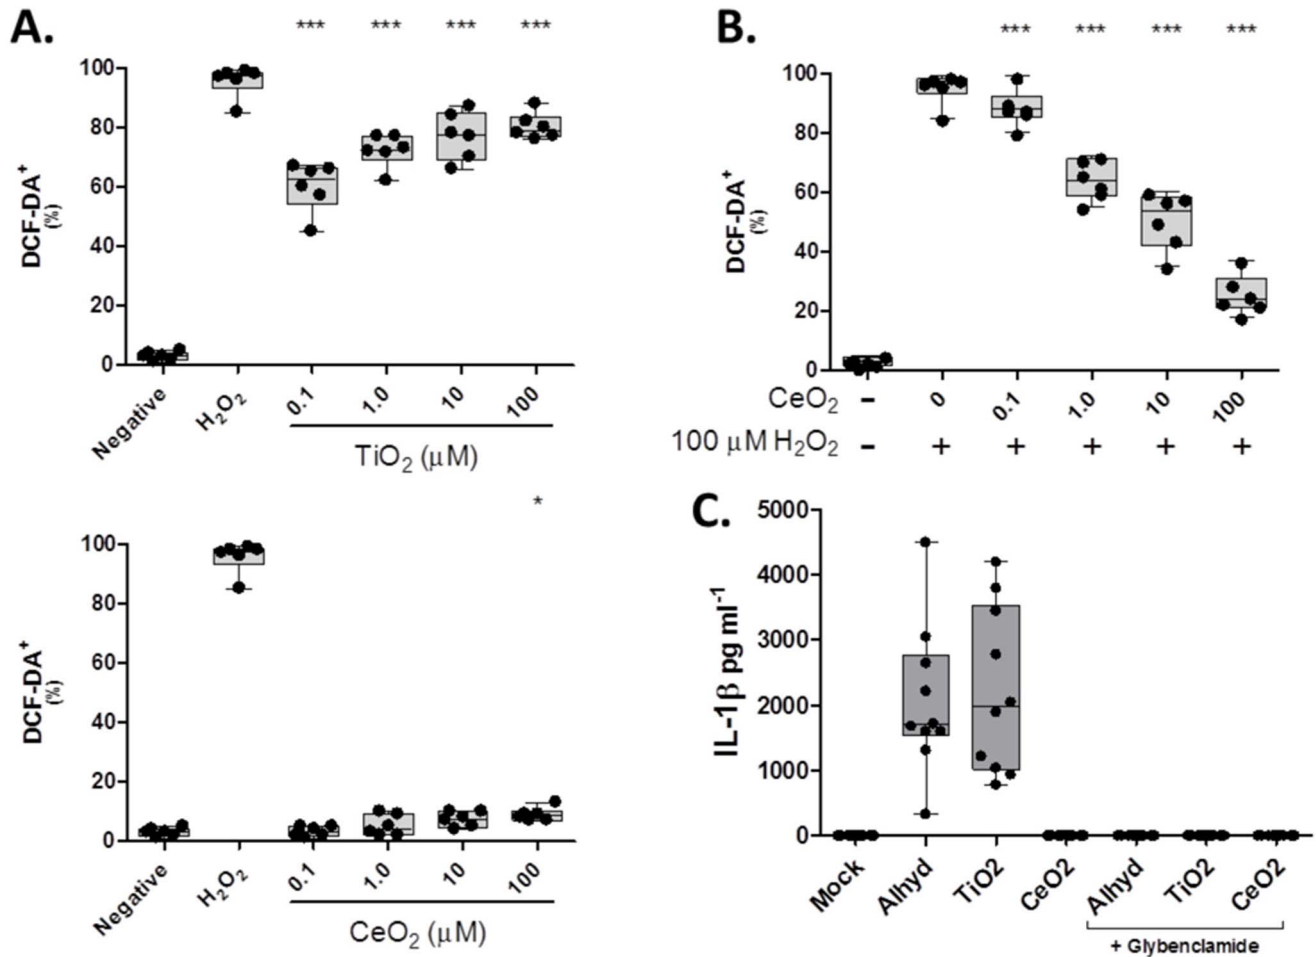 A.
*** *** *** ***
100
80
60
40
20
0
DCF-DA⁺
(%)
Negative H₂O₂ 0.1 1.0 10 100
TiO₂ (μM)
*
100
80
60
40
20
0
DCF-DA⁺
(%)
Negative H₂O₂ 0.1 1.0 10 100
CeO₂ (μM)
B.
*** *** *** ***
100
80
60
40
20
0
DCF-DA⁺
(%)
CeO₂ – 0 0.1 1.0 10 100
100 μM H₂O₂ – + + + + +
C.
5000
4000
3000
2000
1000
0
IL-1β pg ml⁻¹
Mock Alhyd TiO2 CeO2 Alhyd TiO2 CeO2
+ Glybenclamide